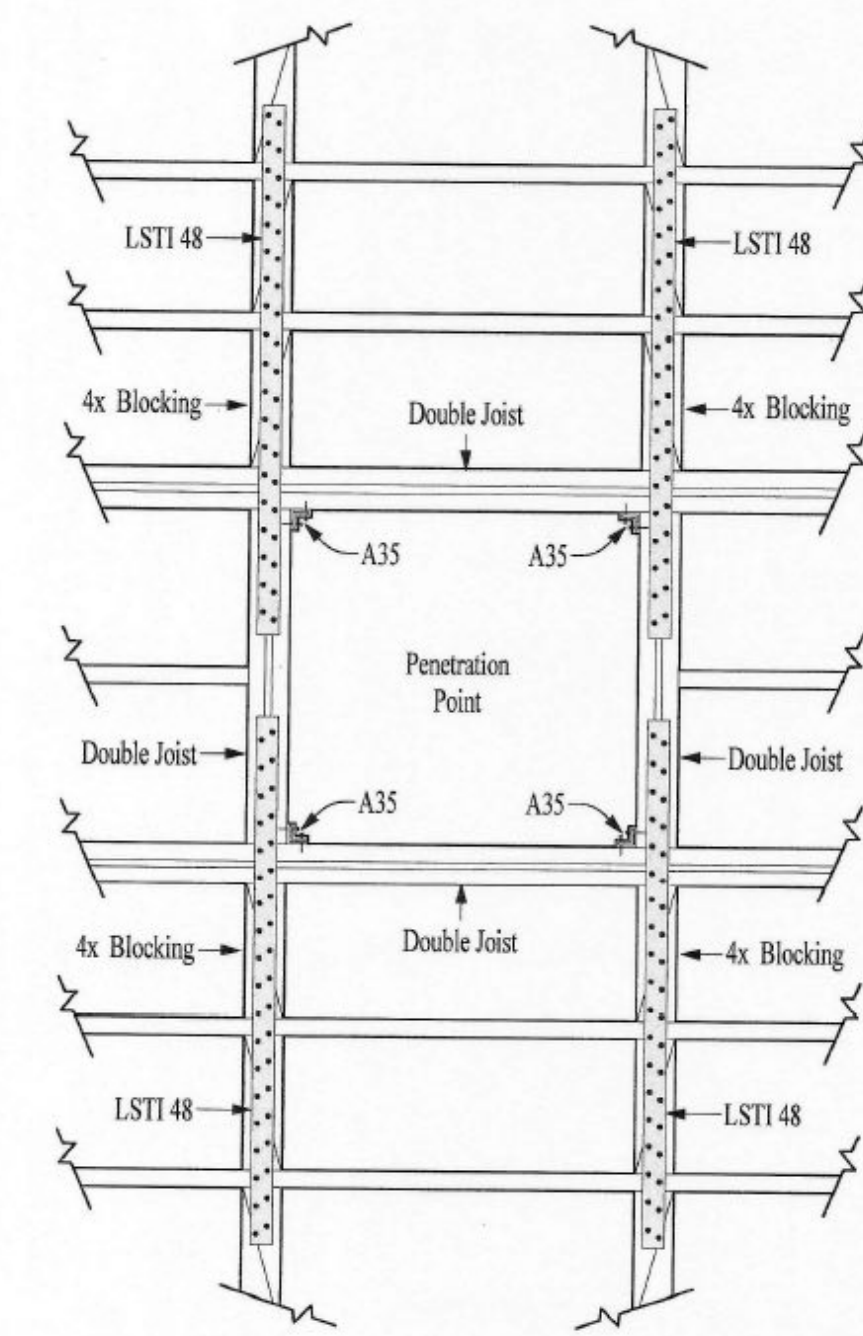 LSTI 48
LSTI 48
4x Blocking
Double Joist
4x Blocking
A35
A35
Penetration
Point
Double Joist
Double Joist
A35
A35
4x Blocking
Double Joist
4x Blocking
LSTI 48
LSTI 48